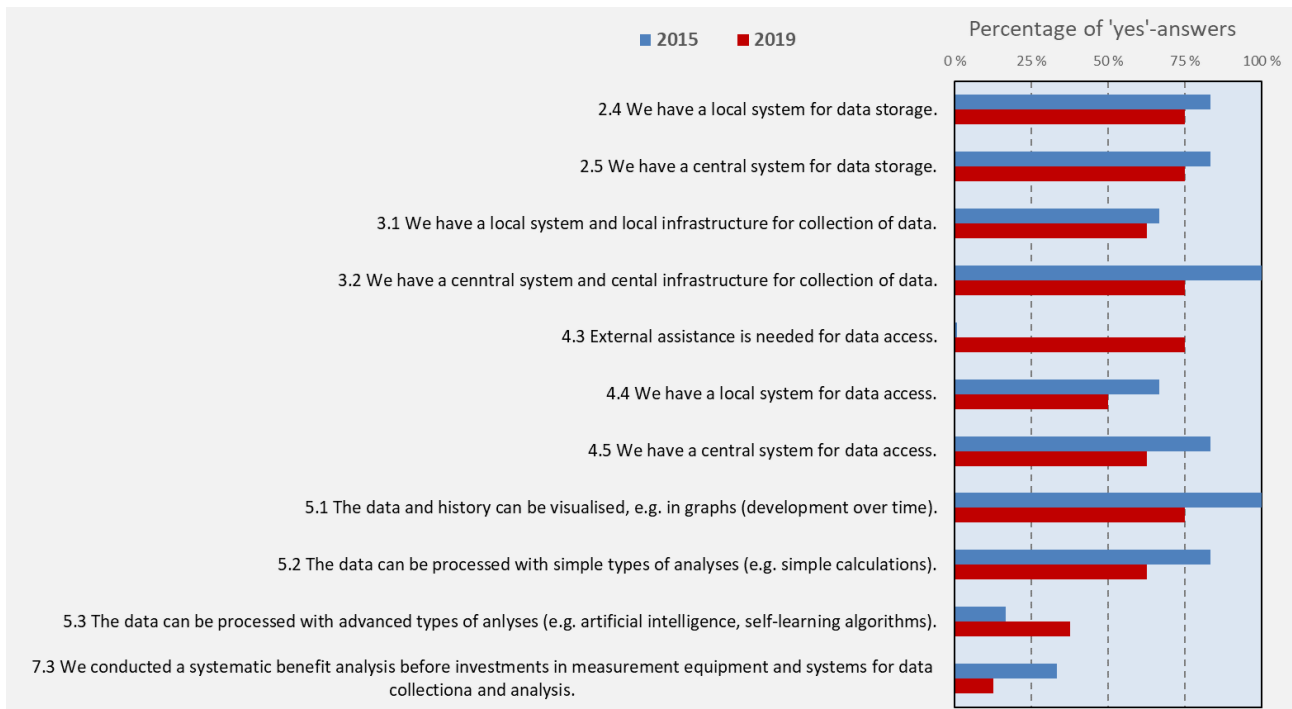 Percentage of 'yes'-answers
2015 2019
0 % 25 % 50 % 75 % 100 %
2.4 We have a local system for data storage.
2.5 We have a central system for data storage.
3.1 We have a local system and local infrastructure for collection of data.
3.2 We have a cenntral system and cental infrastructure for collection of data.
4.3 External assistance is needed for data access.
4.4 We have a local system for data access.
4.5 We have a central system for data access.
5.1 The data and history can be visualised, e.g. in graphs (development over time).
5.2 The data can be processed with simple types of analyses (e.g. simple calculations).
5.3 The data can be processed with advanced types of anlyses (e.g. artificial intelligence, self-learning algorithms).
7.3 We conducted a systematic benefit analysis before investments in measurement equipment and systems for data
collectiona and analysis.